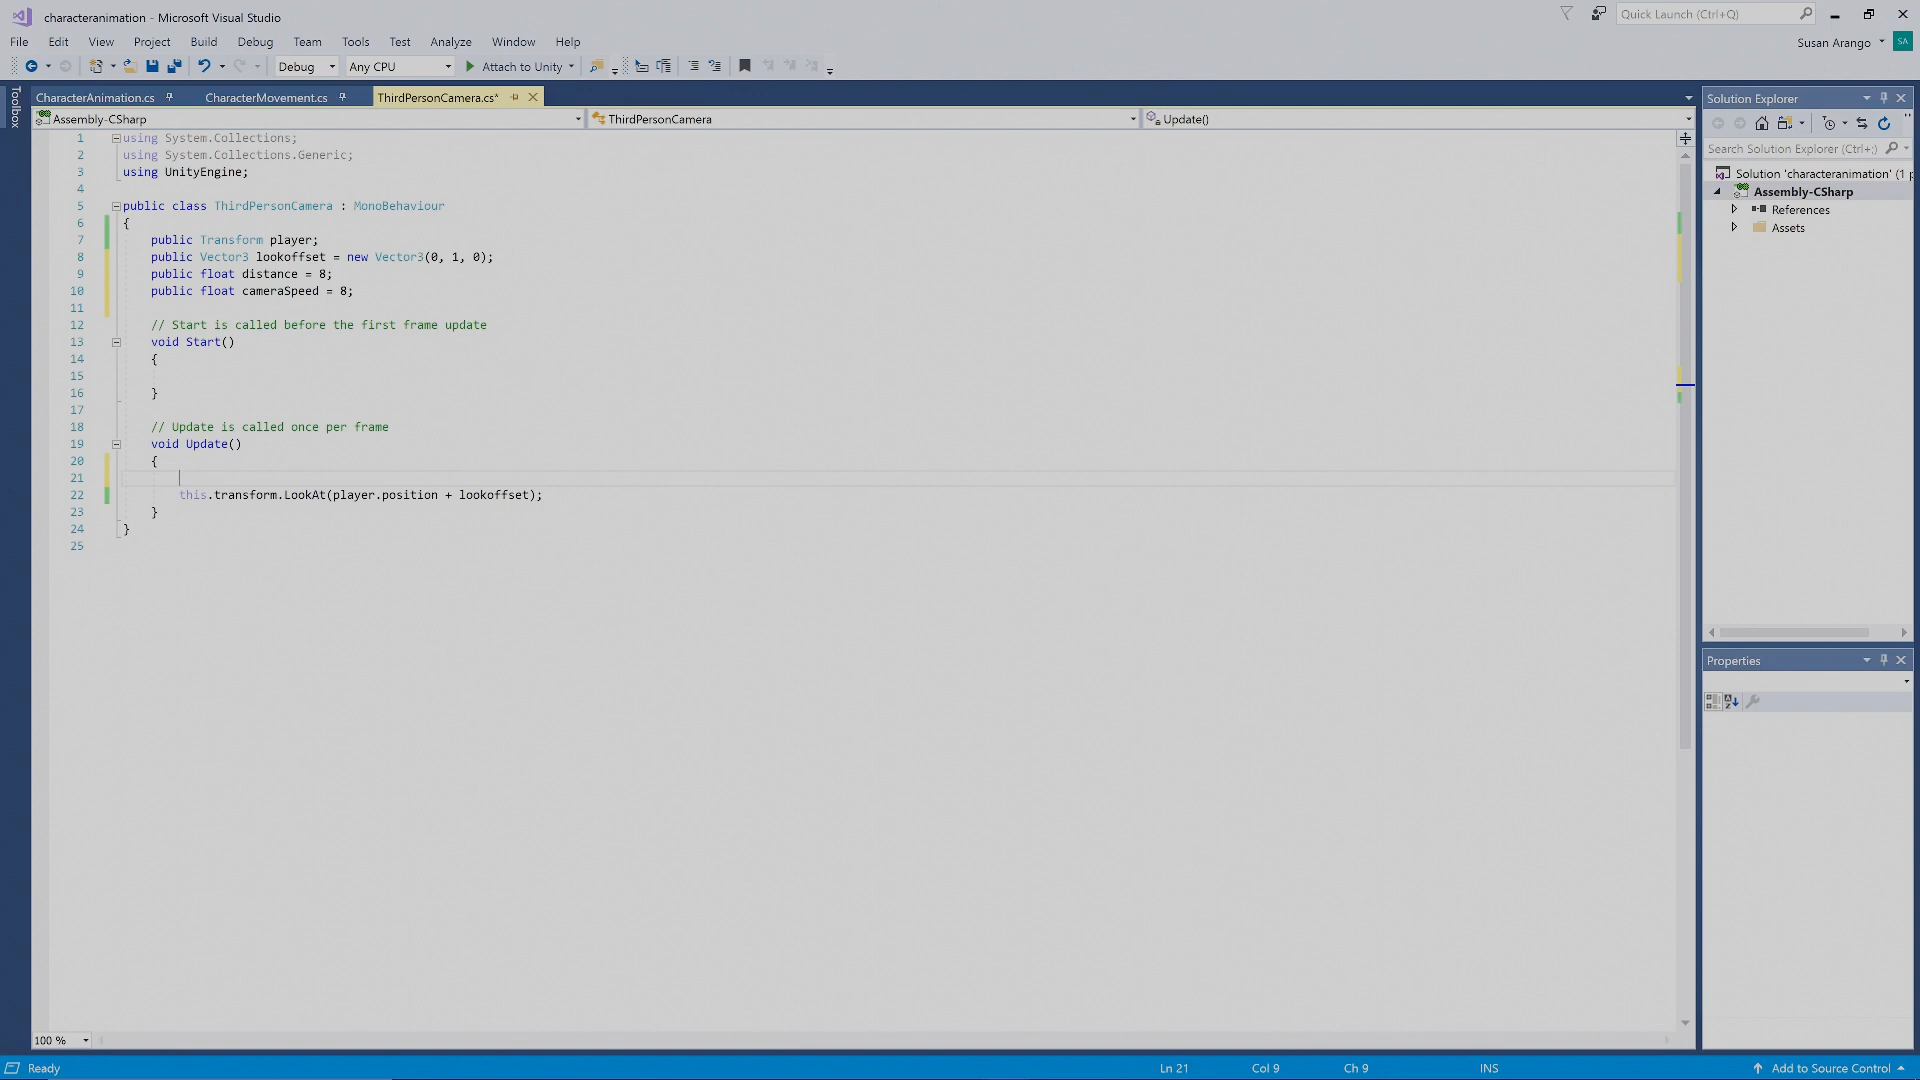 characteranimation - Microsoft Visual Studio
Quick Launch (Ctrl+Q)
File Edit View Project Build Debug Team Tools Test Analyze Window Help
Susan Arango SA
Debug Any CPU Attach to Unity
Toolbox
CharacterAnimation.cs CharacterMovement.cs ThirdPersonCamera.cs*
Assembly-CSharp ThirdPersonCamera Update()
1 using System.Collections;
2 using System.Collections.Generic;
3 using UnityEngine;
4
5 public class ThirdPersonCamera : MonoBehaviour
6 {
7 public Transform player;
8 public Vector3 lookoffset = new Vector3(0, 1, 0);
9 public float distance = 8;
10 public float cameraSpeed = 8;
11
12 // Start is called before the first frame update
13 void Start()
14 {
15
16 }
17
18 // Update is called once per frame
19 void Update()
20 {
21
22 this.transform.LookAt(player.position + lookoffset);
23 }
24 }
25
100 %
Solution Explorer
Search Solution Explorer (Ctrl+;)
Solution 'characteranimation' (1 p
Assembly-CSharp
References
Assets
Properties
Ready Ln 21 Col 9 Ch 9 INS Add to Source Control